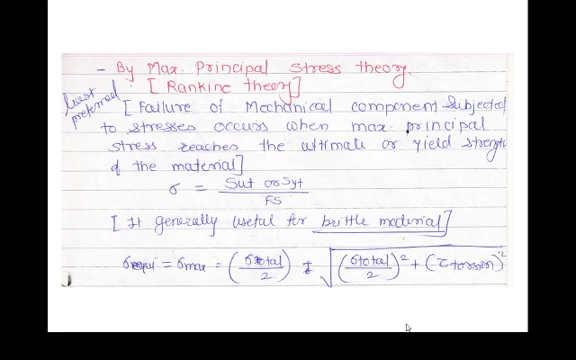 - By Max. Principal Stress theory.
[Rankine theory]
least preferred
[Failure of Mechanical component subjected
to stresses occurs when max. principal
stress reaches the ultimate or yield strength
of the material]
σ = Sut or Syt / FS
[It generally useful for brittle material]
σmax = (σtotal/2) ± √((σtotal/2)² + (τtorsion)²)